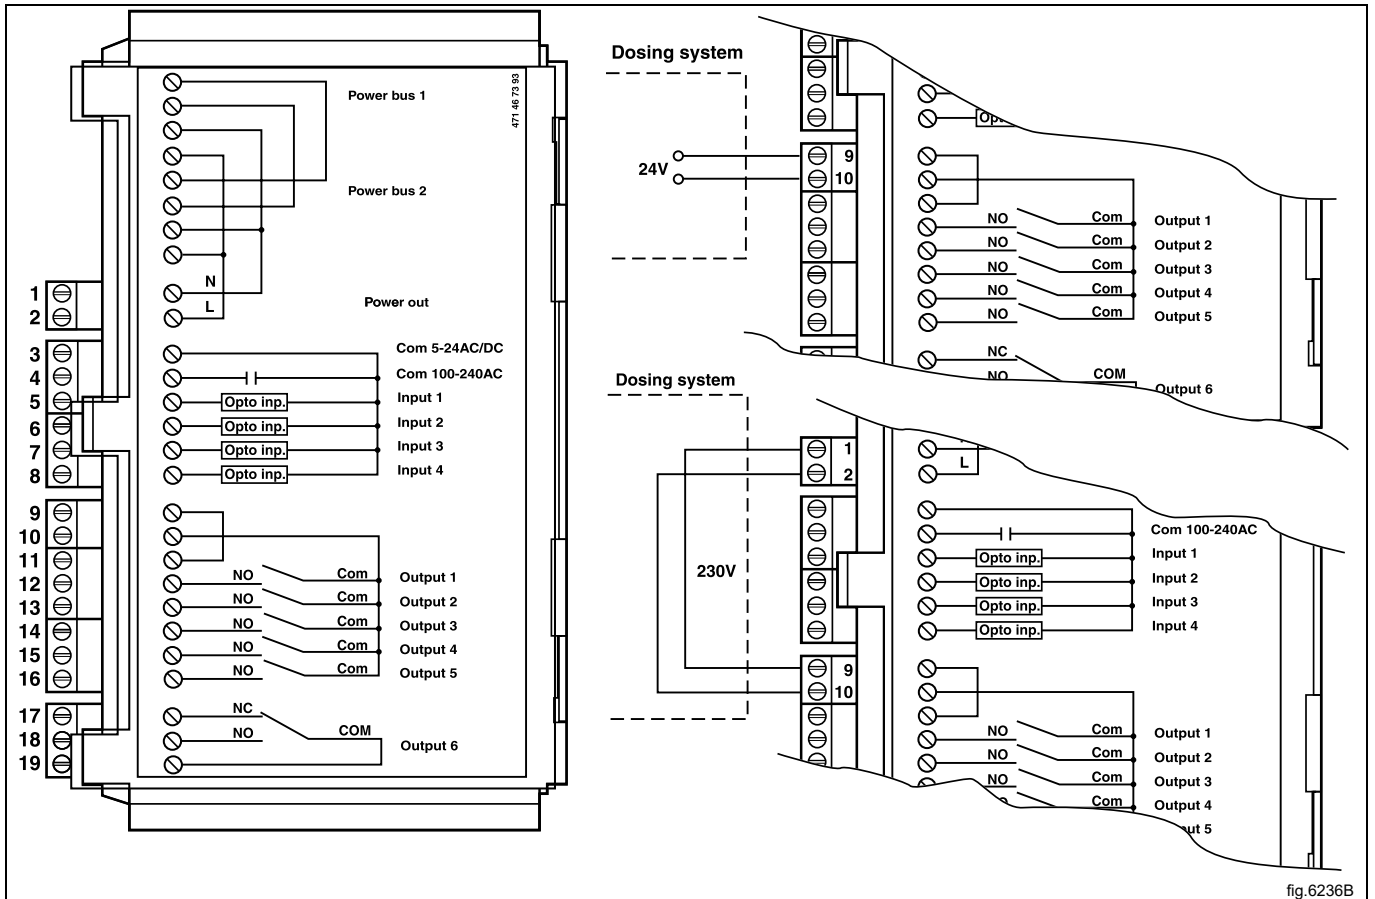 471 46 73 93
Power bus 1
Power bus 2
N
L
Power out
1
2
3
4
5
6
7
8
9
10
11
12
13
14
15
16
17
18
19
Com 5-24AC/DC
Com 100-240AC
Opto inp. Input 1
Opto inp. Input 2
Opto inp. Input 3
Opto inp. Input 4
NO Com Output 1
NO Com Output 2
NO Com Output 3
NO Com Output 4
NO Com Output 5
NC
NO COM
Output 6
Dosing system
24V
9
10
NO Com Output 1
NO Com Output 2
NO Com Output 3
NO Com Output 4
NO Com Output 5
NC
NO COM
Output 6
Dosing system
230V
1
2
9
10
L
Com 100-240AC
Opto inp. Input 1
Opto inp. Input 2
Opto inp. Input 3
Opto inp. Input 4
NO Com Output 1
NO Com Output 2
NO Com Output 3
Com Output 4
5
fig.6236B